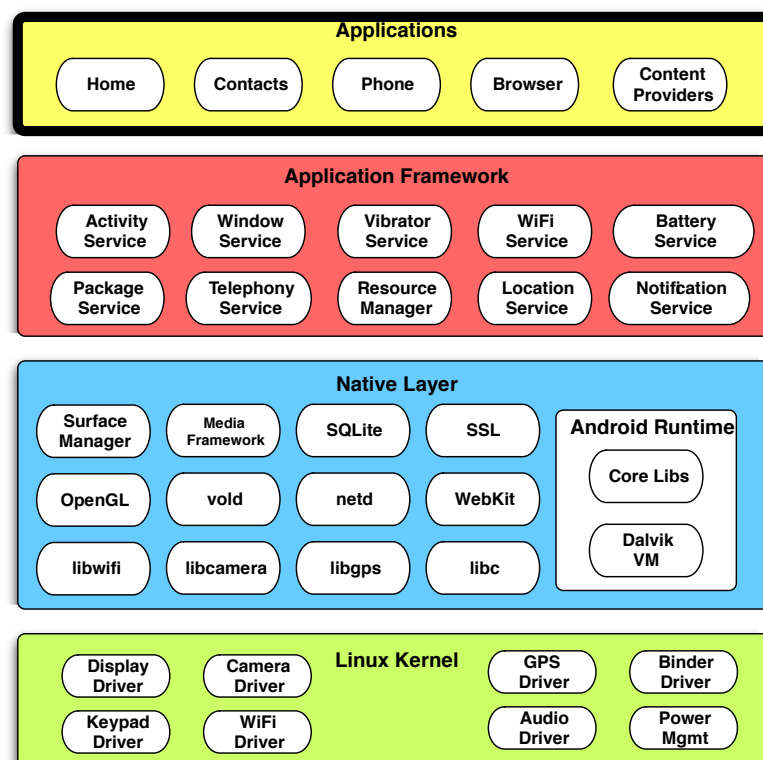 Applications
Home
Contacts
Phone
Browser
Content
Providers
Application Framework
Activity
Service
Window
Service
Vibrator
Service
WiFi
Service
Battery
Service
Package
Service
Telephony
Service
Resource
Manager
Location
Service
Notification
Service
Native Layer
Surface
Manager
Media
Framework
SQLite
SSL
Android Runtime
Core Libs
OpenGL
vold
netd
WebKit
Dalvik
VM
libwifi
libcamera
libgps
libc
Linux Kernel
Display
Driver
Camera
Driver
GPS
Driver
Binder
Driver
Keypad
Driver
WiFi
Driver
Audio
Driver
Power
Mgmt